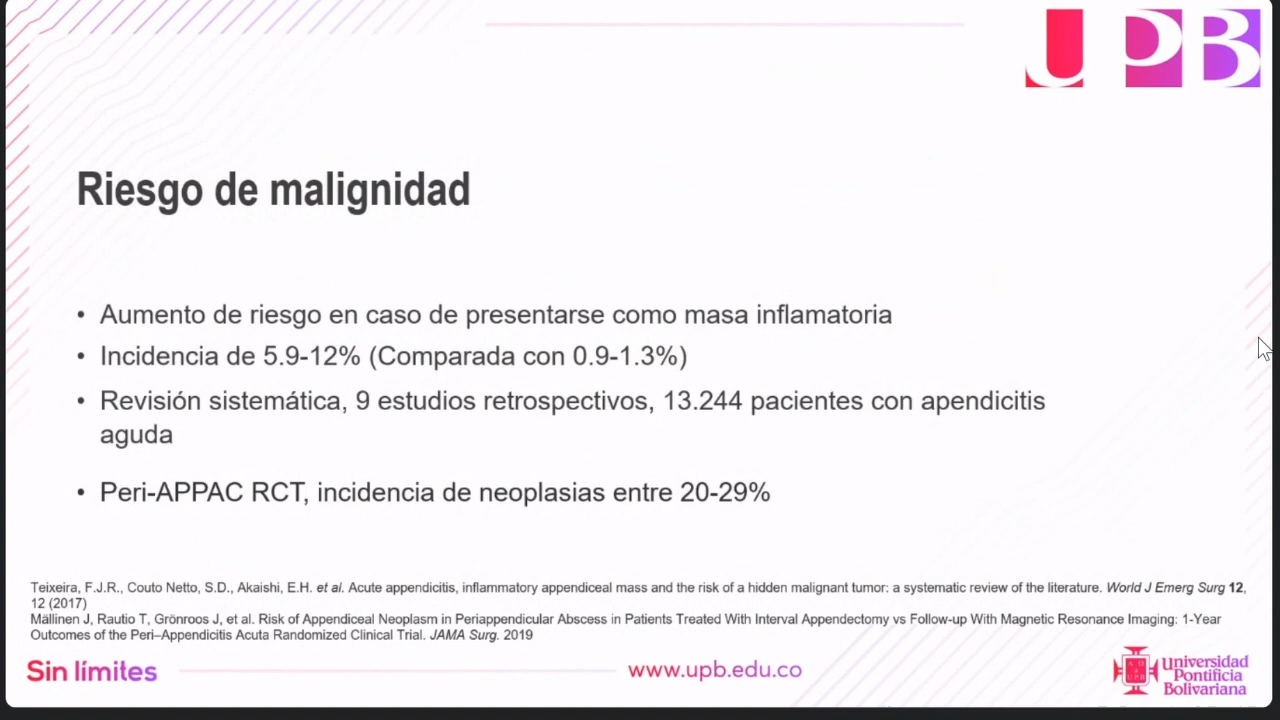 UPB
Riesgo de malignidad
• Aumento de riesgo en caso de presentarse como masa inflamatoria
• Incidencia de 5.9-12% (Comparada con 0.9-1.3%)
• Revisión sistemática, 9 estudios retrospectivos, 13.244 pacientes con apendicitis
aguda
• Peri-APPAC RCT, incidencia de neoplasias entre 20-29%
Teixeira, F.J.R., Couto Netto, S.D., Akaishi, E.H. et al. Acute appendicitis, inflammatory appendiceal mass and the risk of a hidden malignant tumor: a systematic review of the literature. World J Emerg Surg 12,
12 (2017)
Mällinen J, Rautio T, Grönroos J, et al. Risk of Appendiceal Neoplasm in Periappendicular Abscess in Patients Treated With Interval Appendectomy vs Follow-up With Magnetic Resonance Imaging: 1-Year
Outcomes of the Peri–Appendicitis Acuta Randomized Clinical Trial. JAMA Surg. 2019
Sin límites
www.upb.edu.co
Universidad
Pontificia
Bolivariana